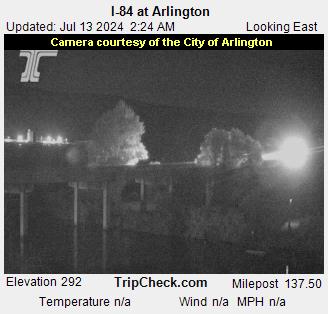 I-84 at Arlington
Updated: Jul 13 2024 2:24 AM Looking East
Camera courtesy of the City of Arlington
Elevation 292 TripCheck.com Milepost 137.50
Temperature n/a Wind n/a MPH n/a